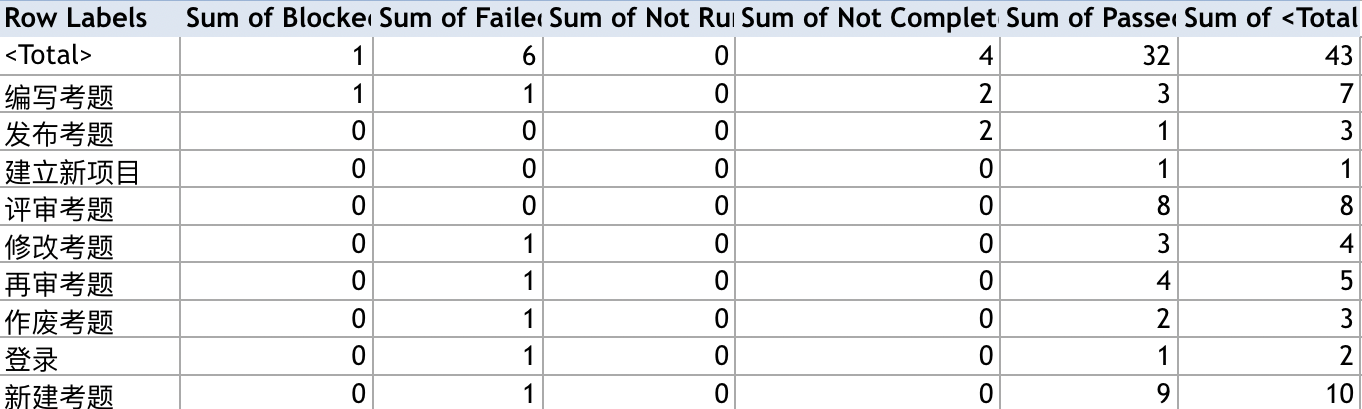 Row Labels Sum of Blocked Sum of Failed Sum of Not Run Sum of Not Complet Sum of Passed Sum of <Total
<Total> 1 6 0 4 32 43
编写考题 1 1 0 2 3 7
发布考题 0 0 0 2 1 3
建立新项目 0 0 0 0 1 1
评审考题 0 0 0 0 8 8
修改考题 0 1 0 0 3 4
再审考题 0 1 0 0 4 5
作废考题 0 1 0 0 2 3
登录 0 1 0 0 1 2
新建考题 0 1 0 0 9 10